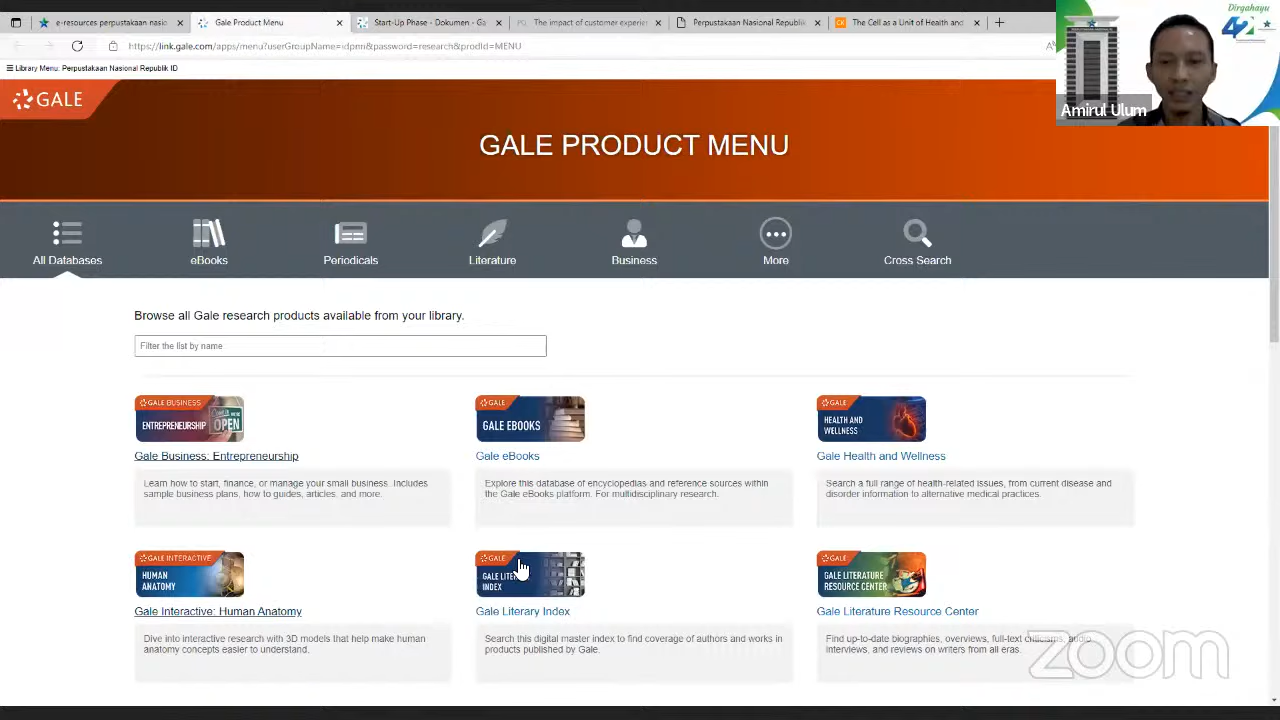 e-resources perpustakaan nasio
Gale Product Menu
Start-Up Phase - Dokumen - Ga
The impact of customer experie
Perpustakaan Nasional Republik
The Cell as a Unit of Health and
https://link.gale.com/apps/menu?userGroupName=idpnri&password=research&prodId=MENU
Library Menu: Perpustakaan Nasional Republik ID
Dirgahayu
42
Amirul Ulum
GALE
GALE PRODUCT MENU
All Databases
eBooks
Periodicals
Literature
Business
More
Cross Search
Browse all Gale research products available from your library.
Filter the list by name
GALE BUSINESS
ENTREPRENEURSHIP
OPEN
Gale Business: Entrepreneurship
Learn how to start, finance, or manage your small business. Includes
sample business plans, how to guides, articles, and more.
GALE
GALE EBOOKS
Gale eBooks
Explore this database of encyclopedias and reference sources within
the Gale eBooks platform. For multidisciplinary research.
GALE
HEALTH AND
WELLNESS
Gale Health and Wellness
Search a full range of health-related issues, from current disease and
disorder information to alternative medical practices.
GALE INTERACTIVE
HUMAN
ANATOMY
Gale Interactive: Human Anatomy
Dive into interactive research with 3D models that help make human
anatomy concepts easier to understand.
GALE
GALE LITE
INDEX
Gale Literary Index
Search this digital master index to find coverage of authors and works in
products published by Gale.
GALE
GALE LITERATURE
RESOURCE CENTER
Gale Literature Resource Center
Find up-to-date biographies, overviews, full-text criticisms, audio
interviews, and reviews on writers from all eras.
zoom